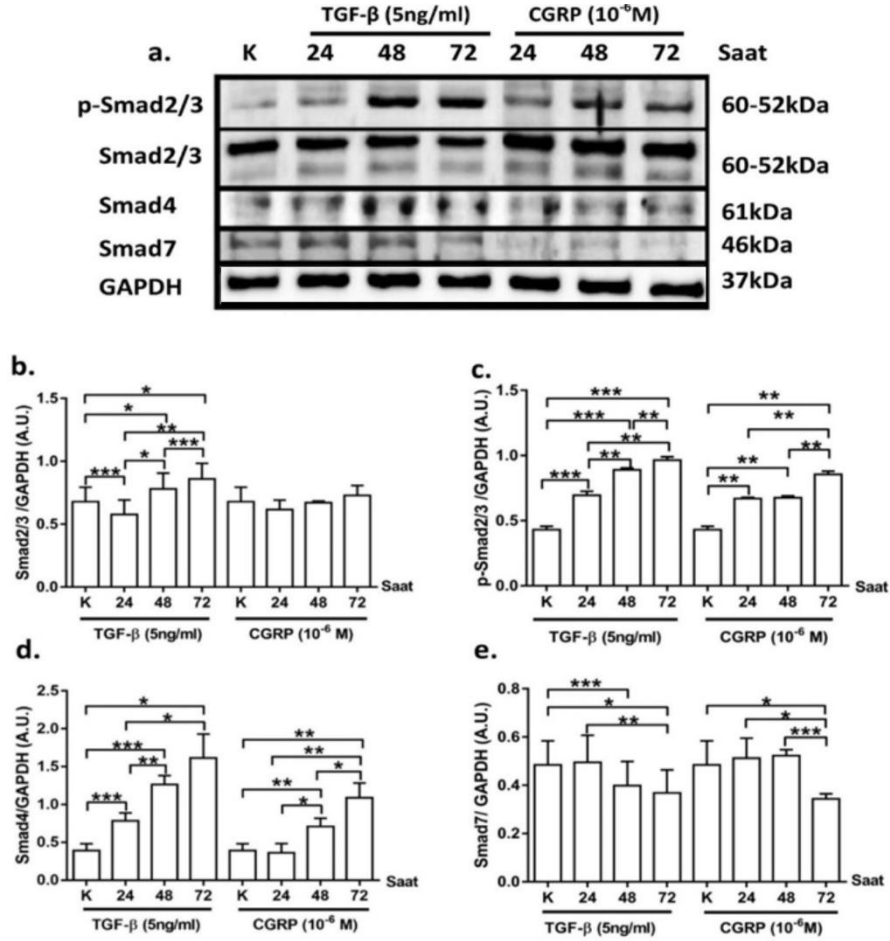 TGF-β (5ng/ml) CGRP (10⁻⁶M)
a. K 24 48 72 24 48 72 Saat
p-Smad2/3 60-52kDa
Smad2/3 60-52kDa
Smad4 61kDa
Smad7 46kDa
GAPDH 37kDa
b.
Smad2/3 /GAPDH (A.U.)
1.5
1.0
0.5
0.0
* * ** *** * ***
K 24 48 72 K 24 48 72 Saat
TGF-β (5ng/ml) CGRP (10⁻⁶ M)
c.
p-Smad2/3 /GAPDH (A.U.)
1.5
1.0
0.5
0.0
*** *** ** ** ** *** ** ** ** ** **
K 24 48 72 K 24 48 72 Saat
TGF-β (5ng/ml) CGRP (10⁻⁶ M)
d.
Smad4/GAPDH (A.U.)
2.5
2.0
1.5
1.0
0.5
0.0
* * *** ** *** ** ** * ** *
K 24 48 72 K 24 48 72 Saat
TGF-β (5ng/ml) CGRP (10⁻⁶ M)
e.
Smad7/ GAPDH (A.U.)
0.8
0.6
0.4
0.2
0.0
*** * ** * * ***
K 24 48 72 K 24 48 72 Saat
TGF-β (5ng/ml) CGRP (10⁻⁶M)